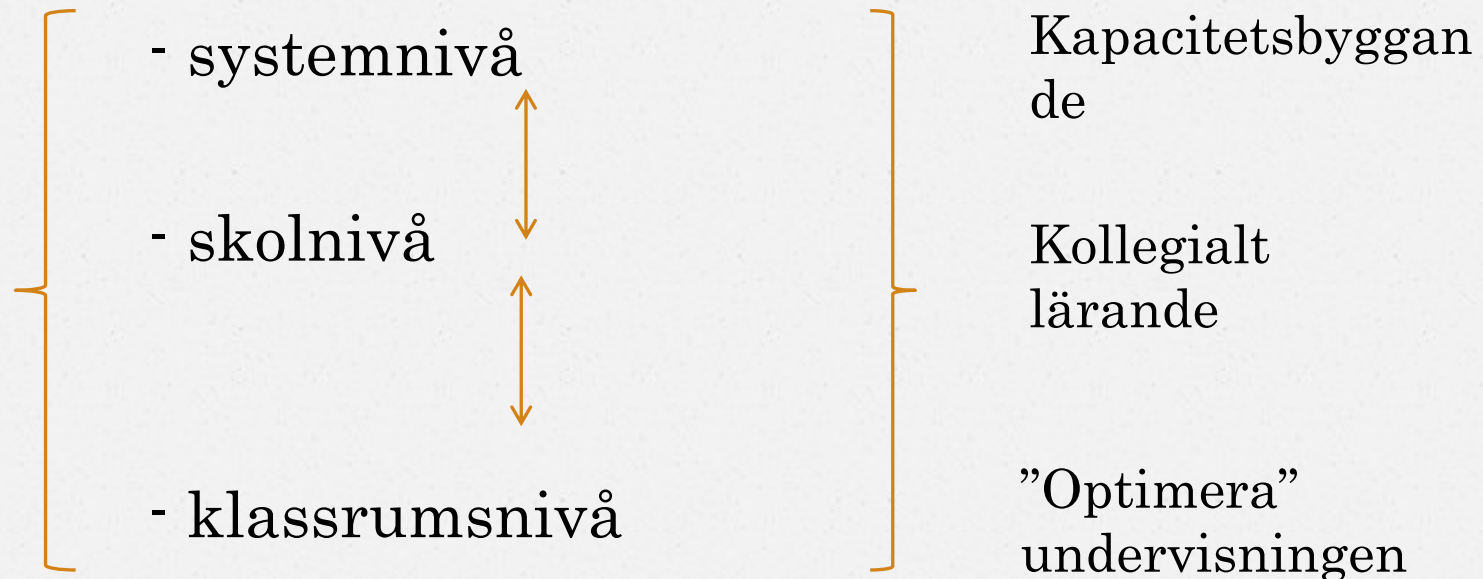 - systemnivå
Kapacitetsbyggan
de
- skolnivå
Kollegialt
lärande
- klassrumsnivå
”Optimera”
undervisningen